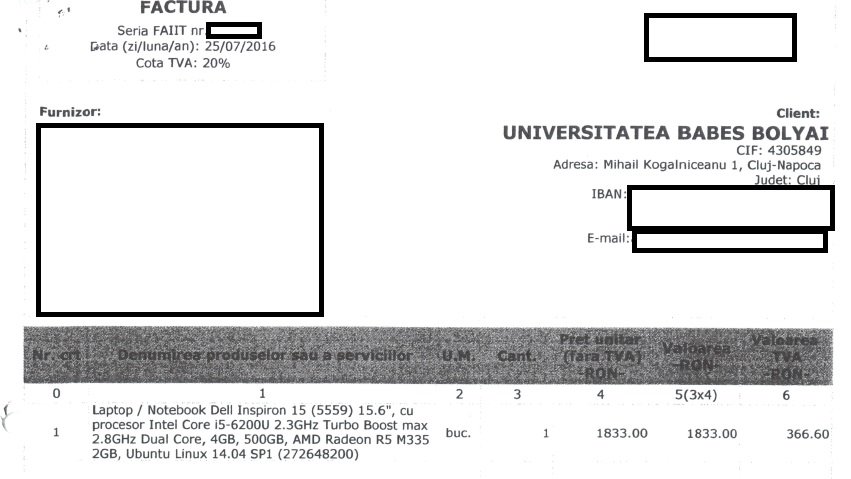 FACTURA
Seria FAIIT nr.
Data (zi/luna/an): 25/07/2016
Cota TVA: 20%
Furnizor:
Client:
UNIVERSITATEA BABES BOLYAI
CIF: 4305849
Adresa: Mihail Kogalniceanu 1, Cluj-Napoca
Judet: Cluj
IBAN:
E-mail:
Nr. crt Denumirea produselor sau a serviciilor U.M. Cant. Pret unitar (fara TVA) -RON- Valoarea -RON- Valoarea TVA -RON-
0 1 2 3 4 5(3x4) 6
Laptop / Notebook Dell Inspiron 15 (5559) 15.6", cu
procesor Intel Core i5-6200U 2.3GHz Turbo Boost max
1 2.8GHz Dual Core, 4GB, 500GB, AMD Radeon R5 M335 buc. 1 1833.00 1833.00 366.60
2GB, Ubuntu Linux 14.04 SP1 (272648200)